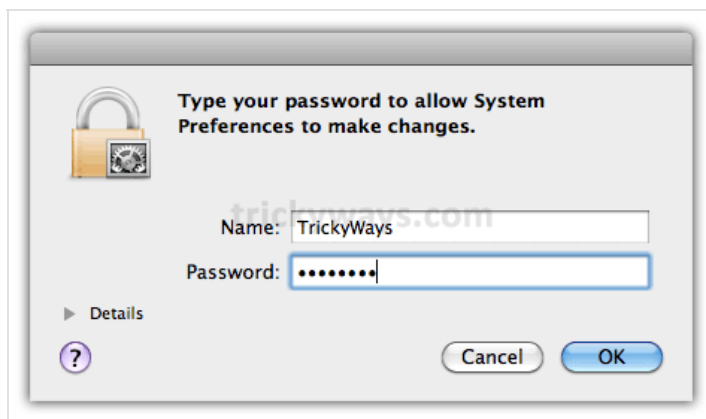 Type your password to allow System
Preferences to make changes.
trickyways.com
Name: TrickyWays
Password: ••••••••
Details
? Cancel OK